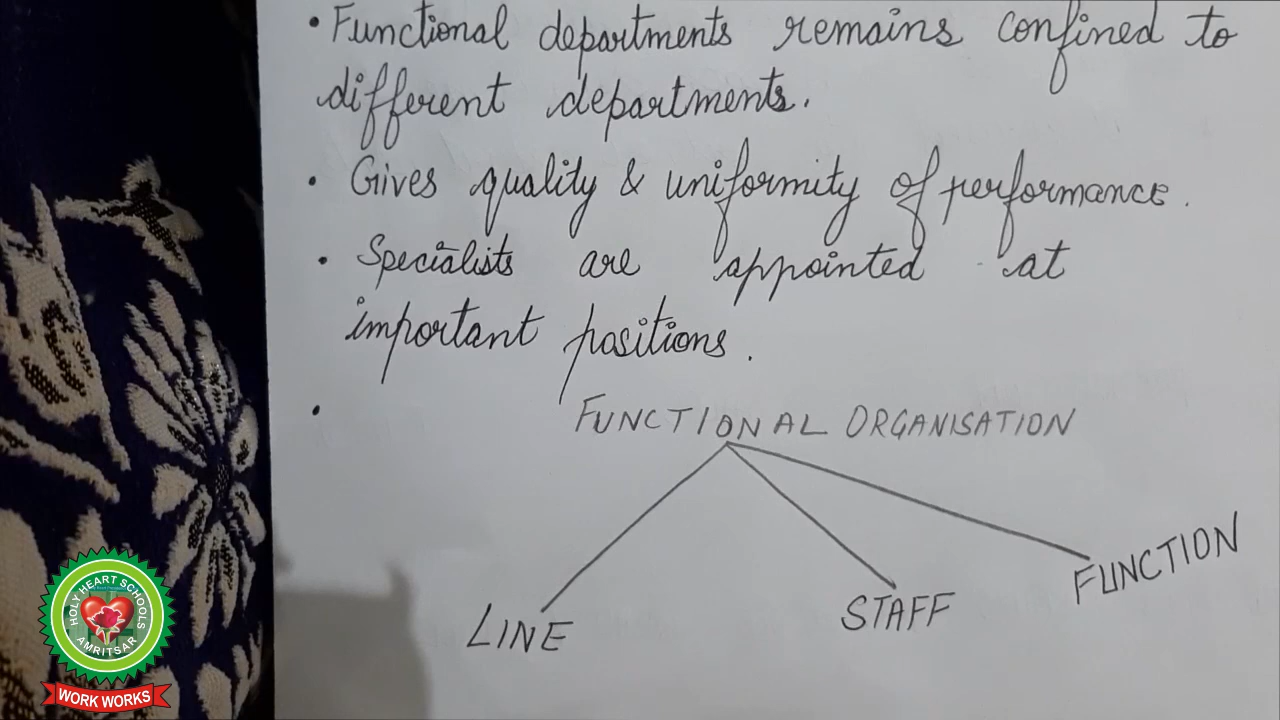 • Functional departments remains confined to
different departments.
• Gives quality & uniformity of performance.
• Specialists are appointed at
important positions.
•
FUNCTIONAL ORGANISATION
LINE
STAFF
FUNCTION
HOLY HEART SCHOOLS
AMRITSAR
WORK WORKS